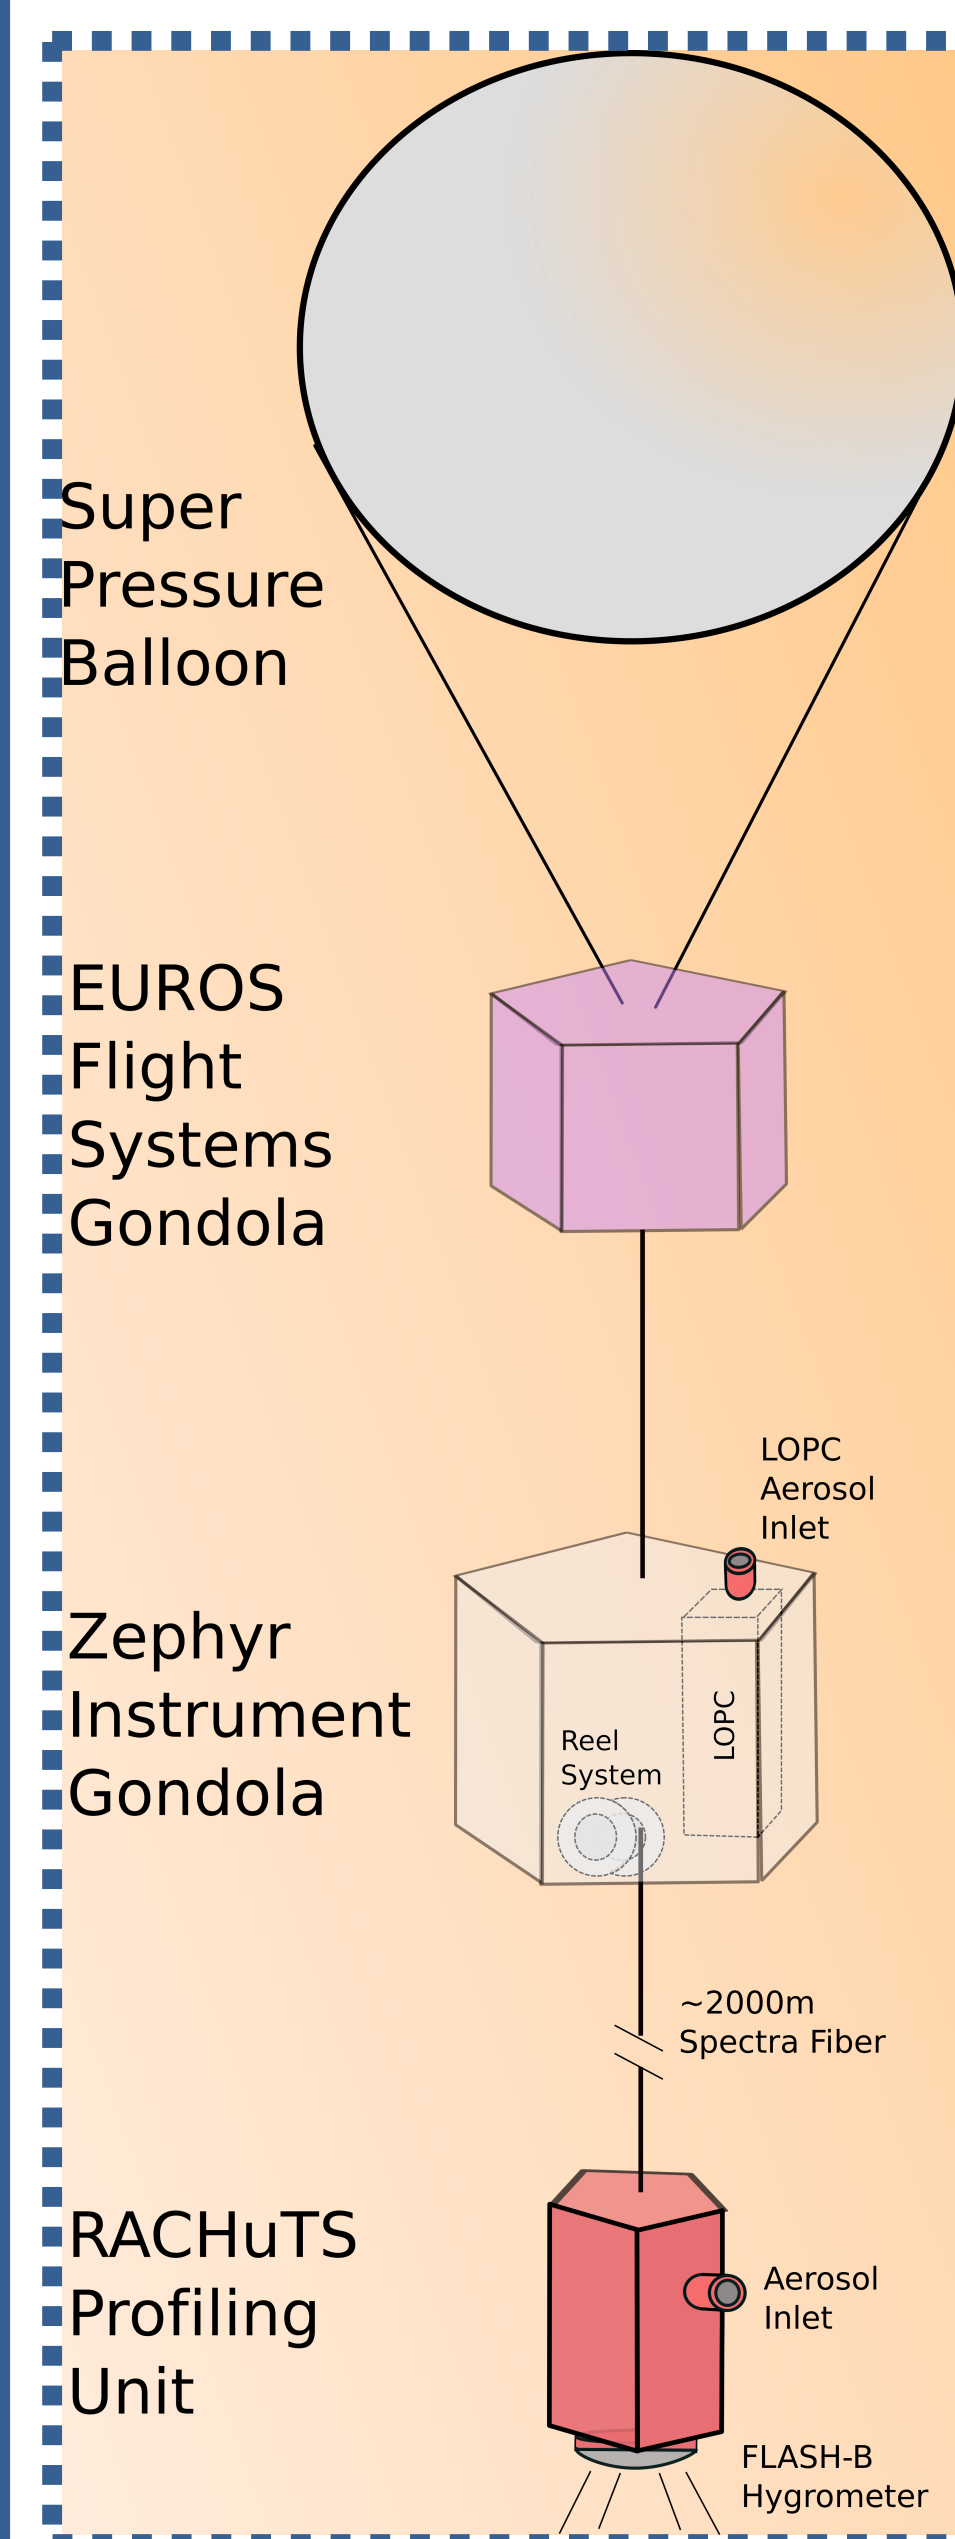 Super
Pressure
Balloon
EUROS
Flight
Systems
Gondola
LOPC
Aerosol
Inlet
Zephyr
Instrument
Gondola
LOPC
Reel
System
~2000m
Spectra Fiber
RACHuTS
Profiling
Unit
Aerosol
Inlet
FLASH-B
Hygrometer